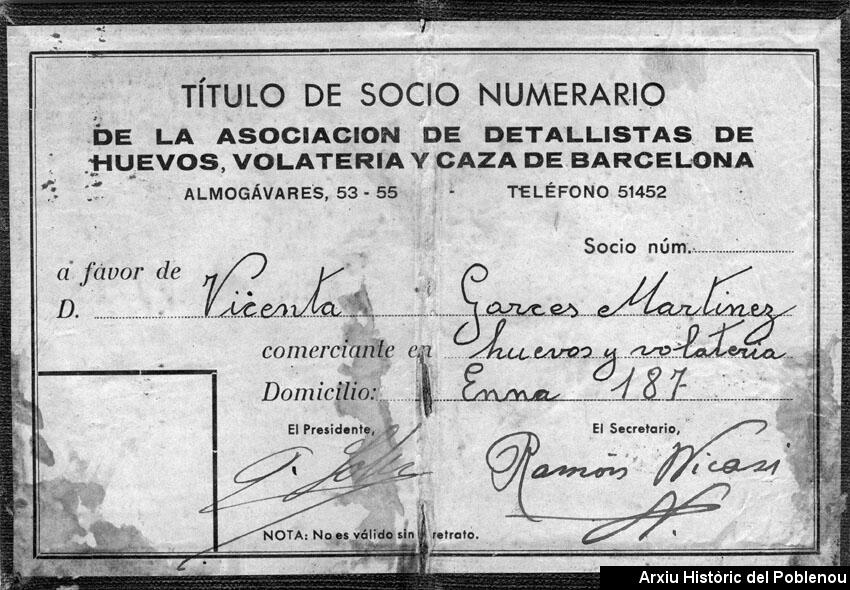 TÍTULO DE SOCIO NUMERARIO
DE LA ASOCIACION DE DETALLISTAS DE
HUEVOS, VOLATERIA Y CAZA DE BARCELONA
ALMOGÁVARES, 53 - 55 TELÉFONO 51452
Socio núm.
a favor de
D. Vicenta Garces Martinez
comerciante en huevos y volateria
Domicilio: Enna 187
El Presidente, El Secretario,
Ramón Nicasi
NOTA: No es válido sin retrato.
Arxiu Històric del Poblenou